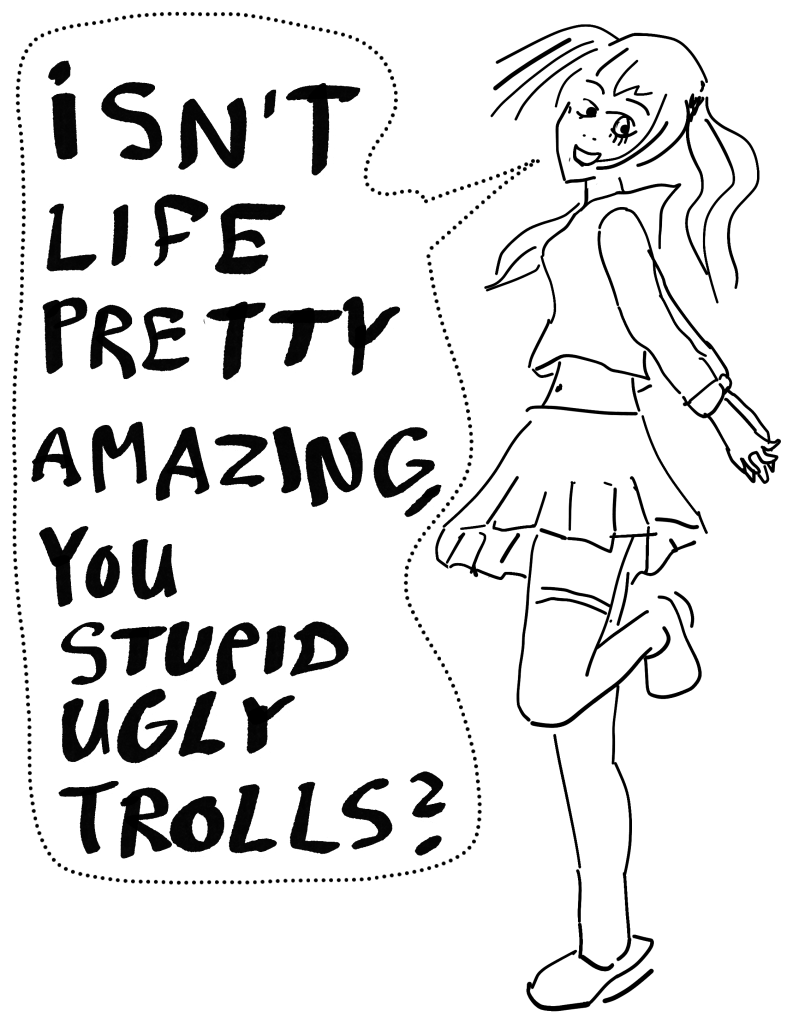 iSN'T
LIFE
PRETTY
AMAZING,
YOU
STUPID
UGLY
TROLLS?